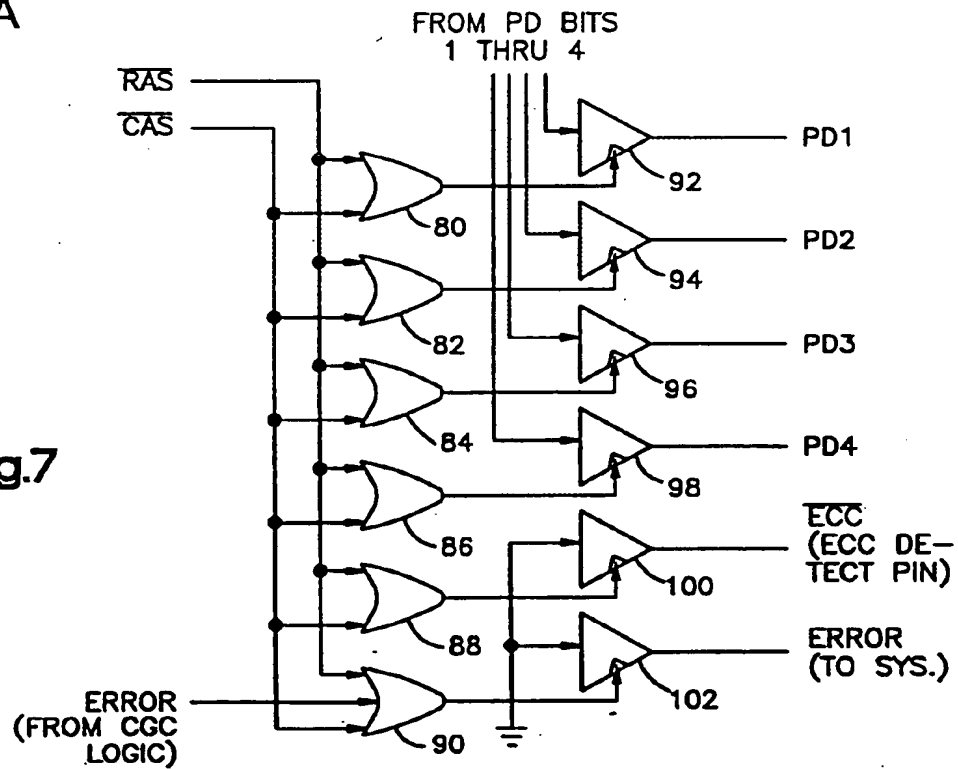 A
FROM PD BITS
1 THRU 4
RAS
CAS
PD1
92
80
PD2
94
82
PD3
96
84
PD4
g.7
98
86
ECC
(ECC DE-
TECT PIN)
100
88
ERROR
(TO SYS.)
102
ERROR
(FROM CGC
LOGIC)
90